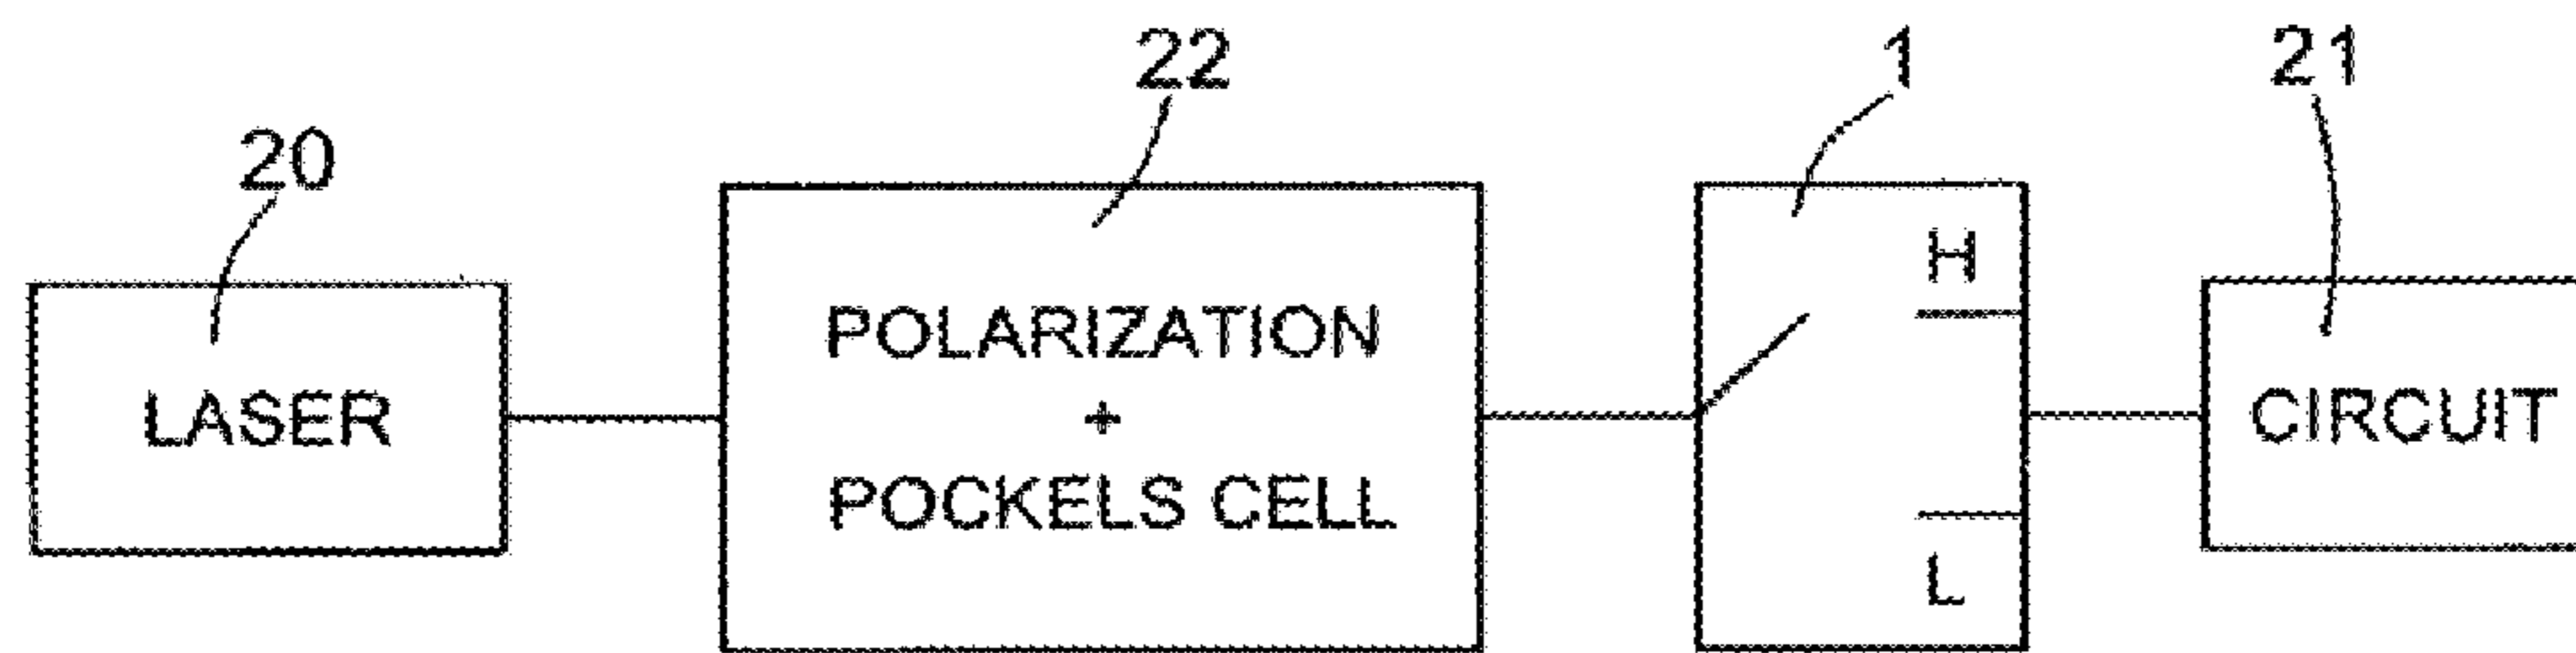 22
1
21
20
H
LASER
POLARIZATION
+
POCKELS CELL
CIRCUIT
L